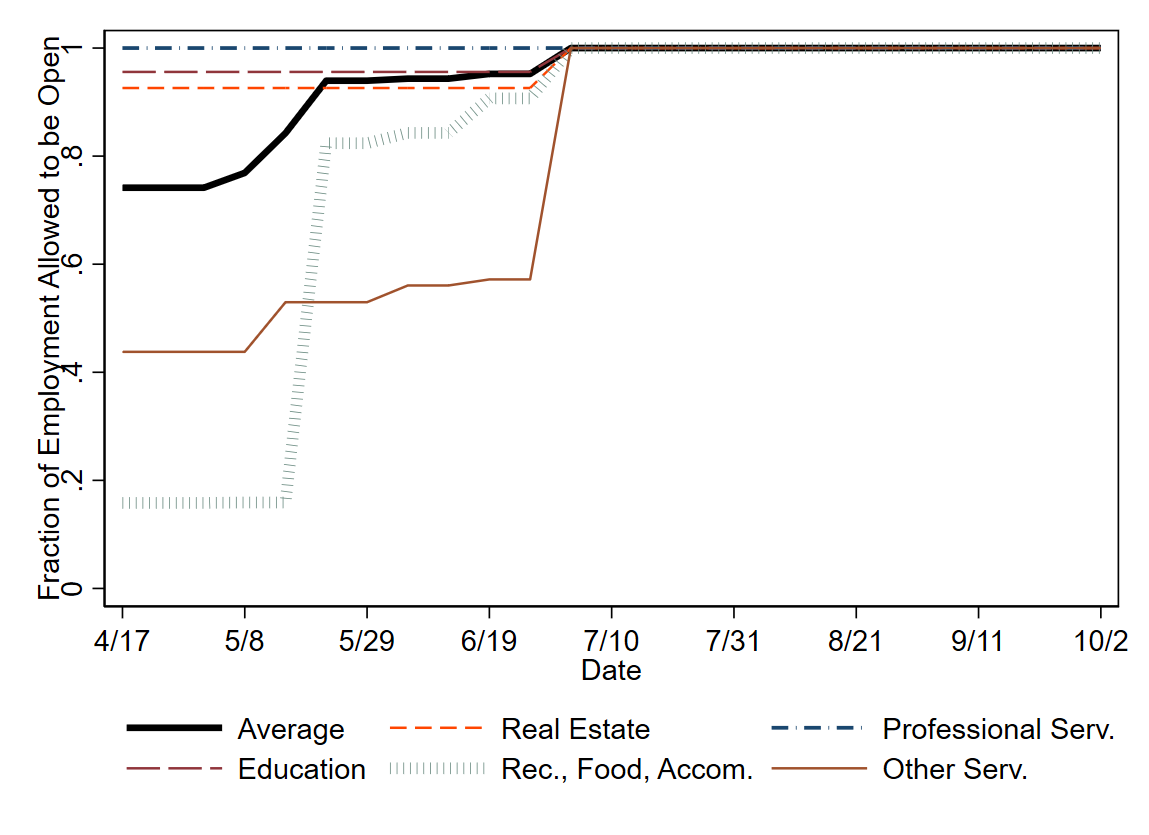 Fraction of Employment Allowed to be Open
1
.8
.6
.4
.2
0
4/17 5/8 5/29 6/19 7/10 7/31 8/21 9/11 10/2
Date
Average Real Estate Professional Serv.
Education Rec., Food, Accom. Other Serv.